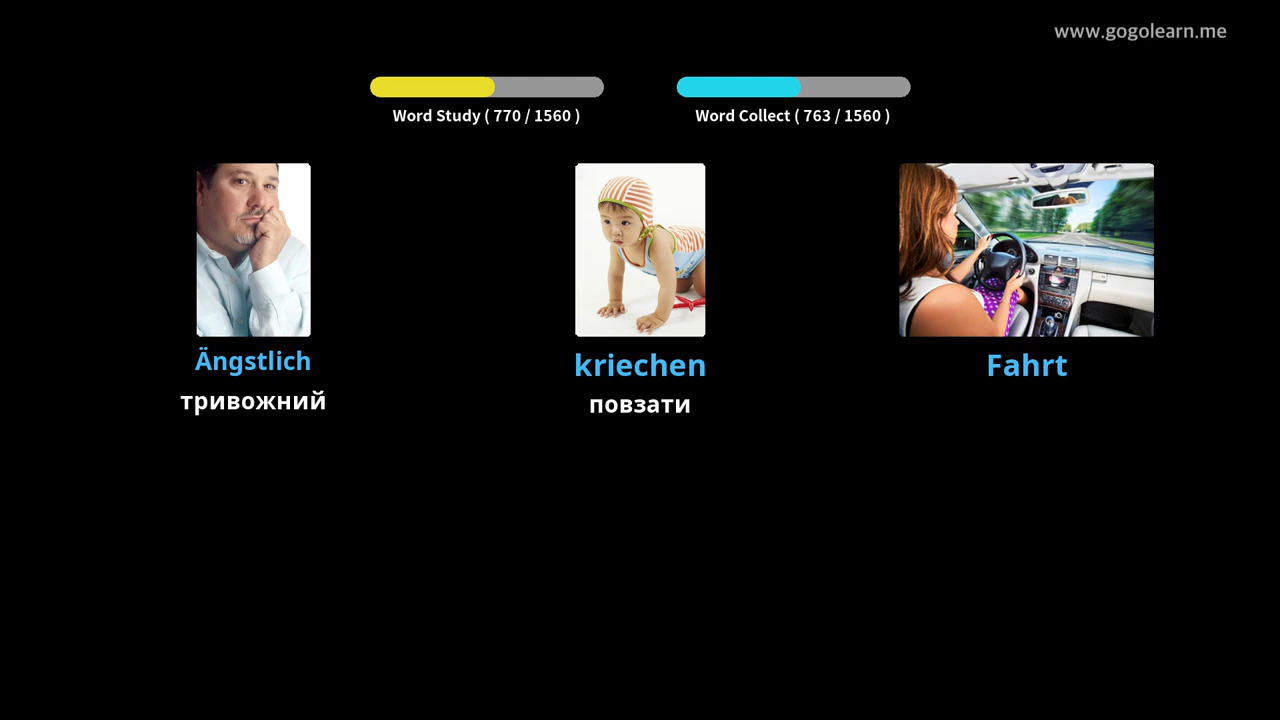 www.gogolearn.me
Word Study ( 770 / 1560 )
Word Collect ( 763 / 1560 )
Ängstlich
тривожний
kriechen
повзати
Fahrt